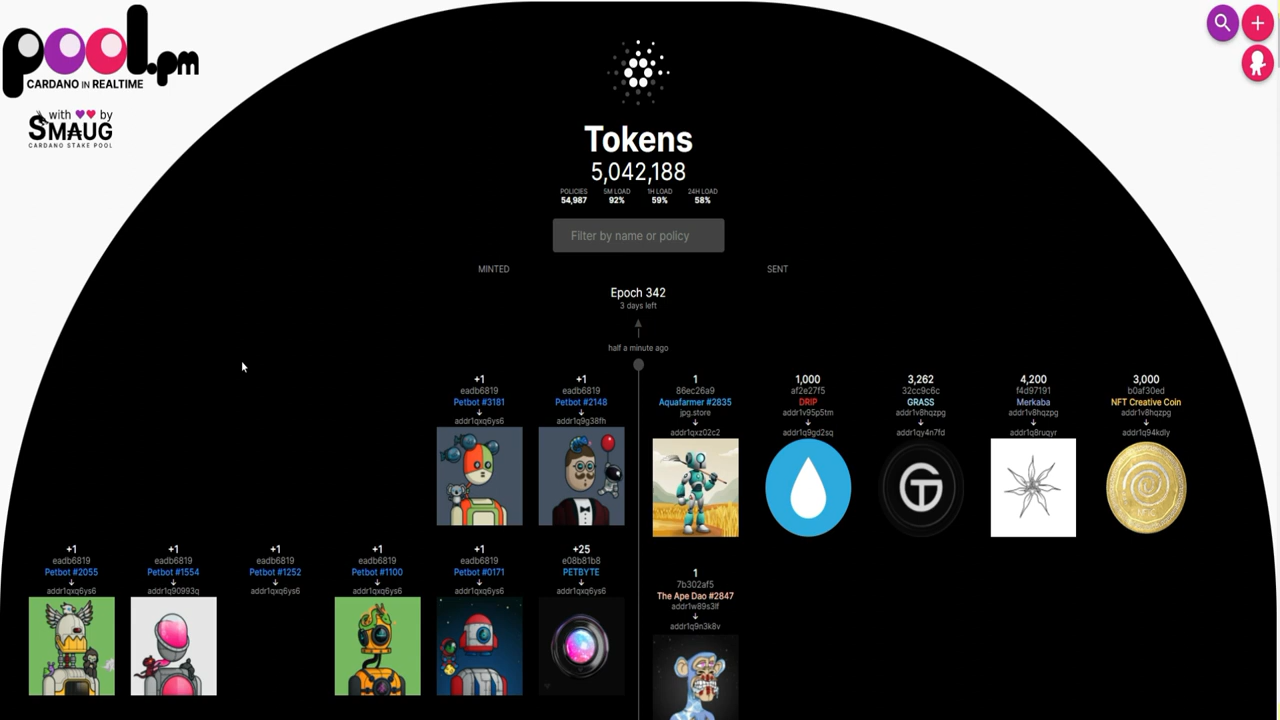 pool.pm
CARDANO IN REALTIME
with by
SMAUG
CARDANO STAKE POOL
Tokens
5,042,188
POLICIES 5M LOAD 1H LOAD 24H LOAD
54,987 92% 59% 58%
Filter by name or policy
MINTED SENT
Epoch 342
3 days left
half a minute ago
+1
eadb6819
Petbot #3181
addr1qxq6ys6
+1
eadb6819
Petbot #2148
addr1q9g38fh
1
86ec26a9
Aquafarmer #2835
jpg.store
addr1qxz02c2
1,000
af2e27f5
DRIP
addr1v95p5tm
addr1q9gd2sq
3,262
32cc9c6c
GRASS
addr1v8hqzpg
addr1qy4n7fd
4,200
f4d97191
Merkaba
addr1v8hqzpg
addr1q8ruqyr
3,000
b0af30ed
NFT Creative Coin
addr1v8hqzpg
addr1q94kdly
NFTC
+1
eadb6819
Petbot #2055
addr1qxq6ys6
+1
eadb6819
Petbot #1554
addr1q90993q
+1
eadb6819
Petbot #1252
addr1qxq6ys6
+1
eadb6819
Petbot #1100
addr1qxq6ys6
+1
eadb6819
Petbot #0171
addr1qxq6ys6
+25
e08b81b8
PETBYTE
addr1qxq6ys6
1
7b302af5
The Ape Dao #2847
addr1w89s3lf
addr1q9n3k8v